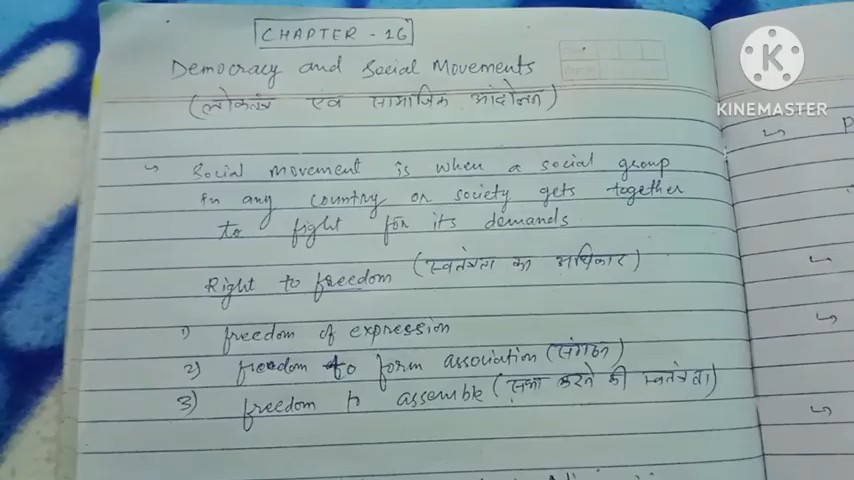 CHAPTER - 16
Democracy and Social Movements
(लोकतंत्र एवं सामाजिक आंदोलन)
Social movement is when a social group
in any country or society gets together
to fight for its demands
Right to freedom (स्वतंत्रता का अधिकार)
1) freedom of expression
2) freedom to form association (संगठन)
3) freedom to assemble (सभा करने की स्वतंत्रता)
K
KINEMASTER
P